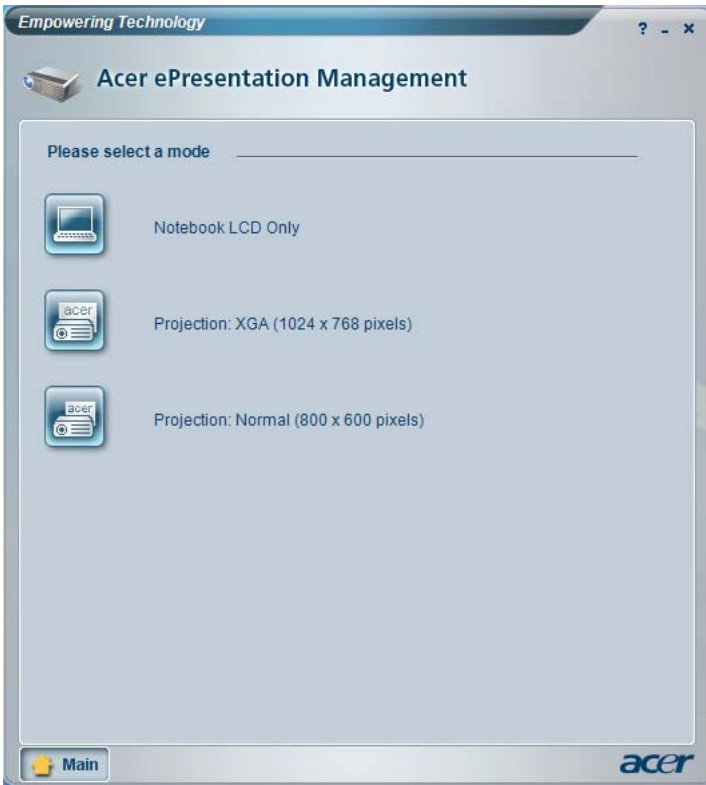 Empowering Technology
? - ×
Acer ePresentation Management
Please select a mode
Notebook LCD Only
acer
Projection: XGA (1024 x 768 pixels)
acer
Projection: Normal (800 x 600 pixels)
Main
acer